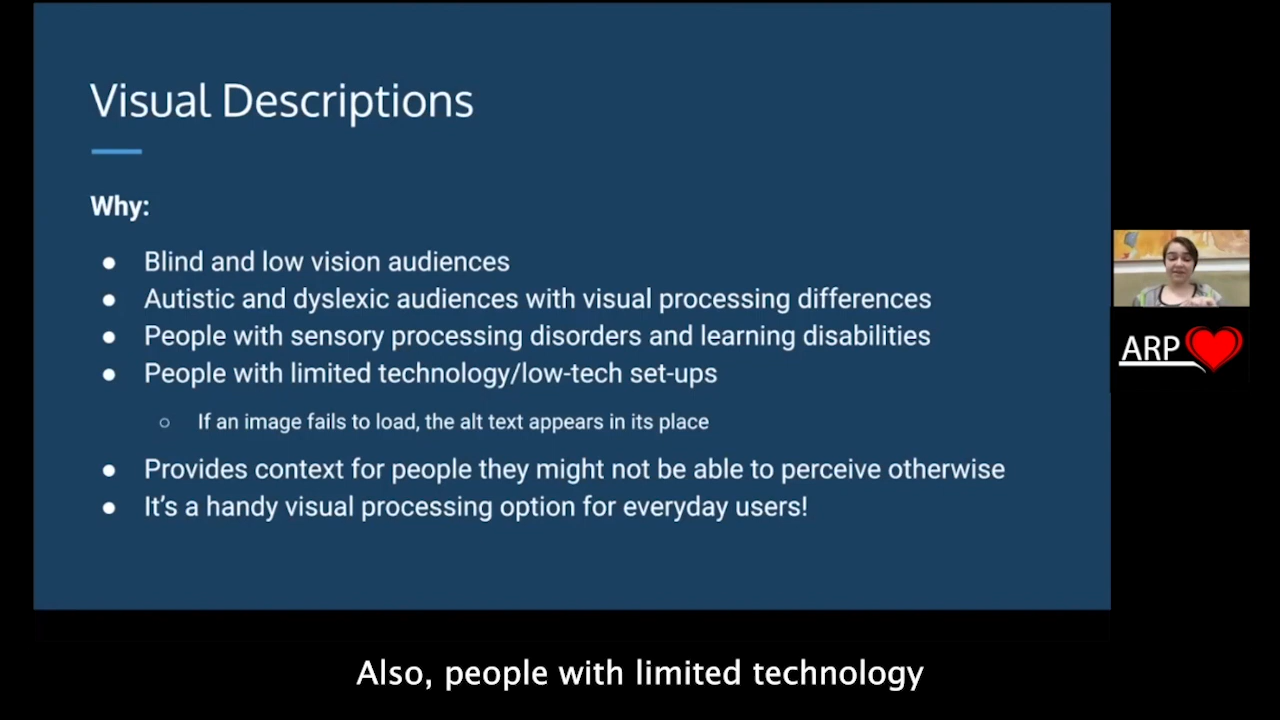 Visual Descriptions
Why:
● Blind and low vision audiences
● Autistic and dyslexic audiences with visual processing differences
● People with sensory processing disorders and learning disabilities
● People with limited technology/low-tech set-ups
○ If an image fails to load, the alt text appears in its place
● Provides context for people they might not be able to perceive otherwise
● It's a handy visual processing option for everyday users!
ARP
Also, people with limited technology